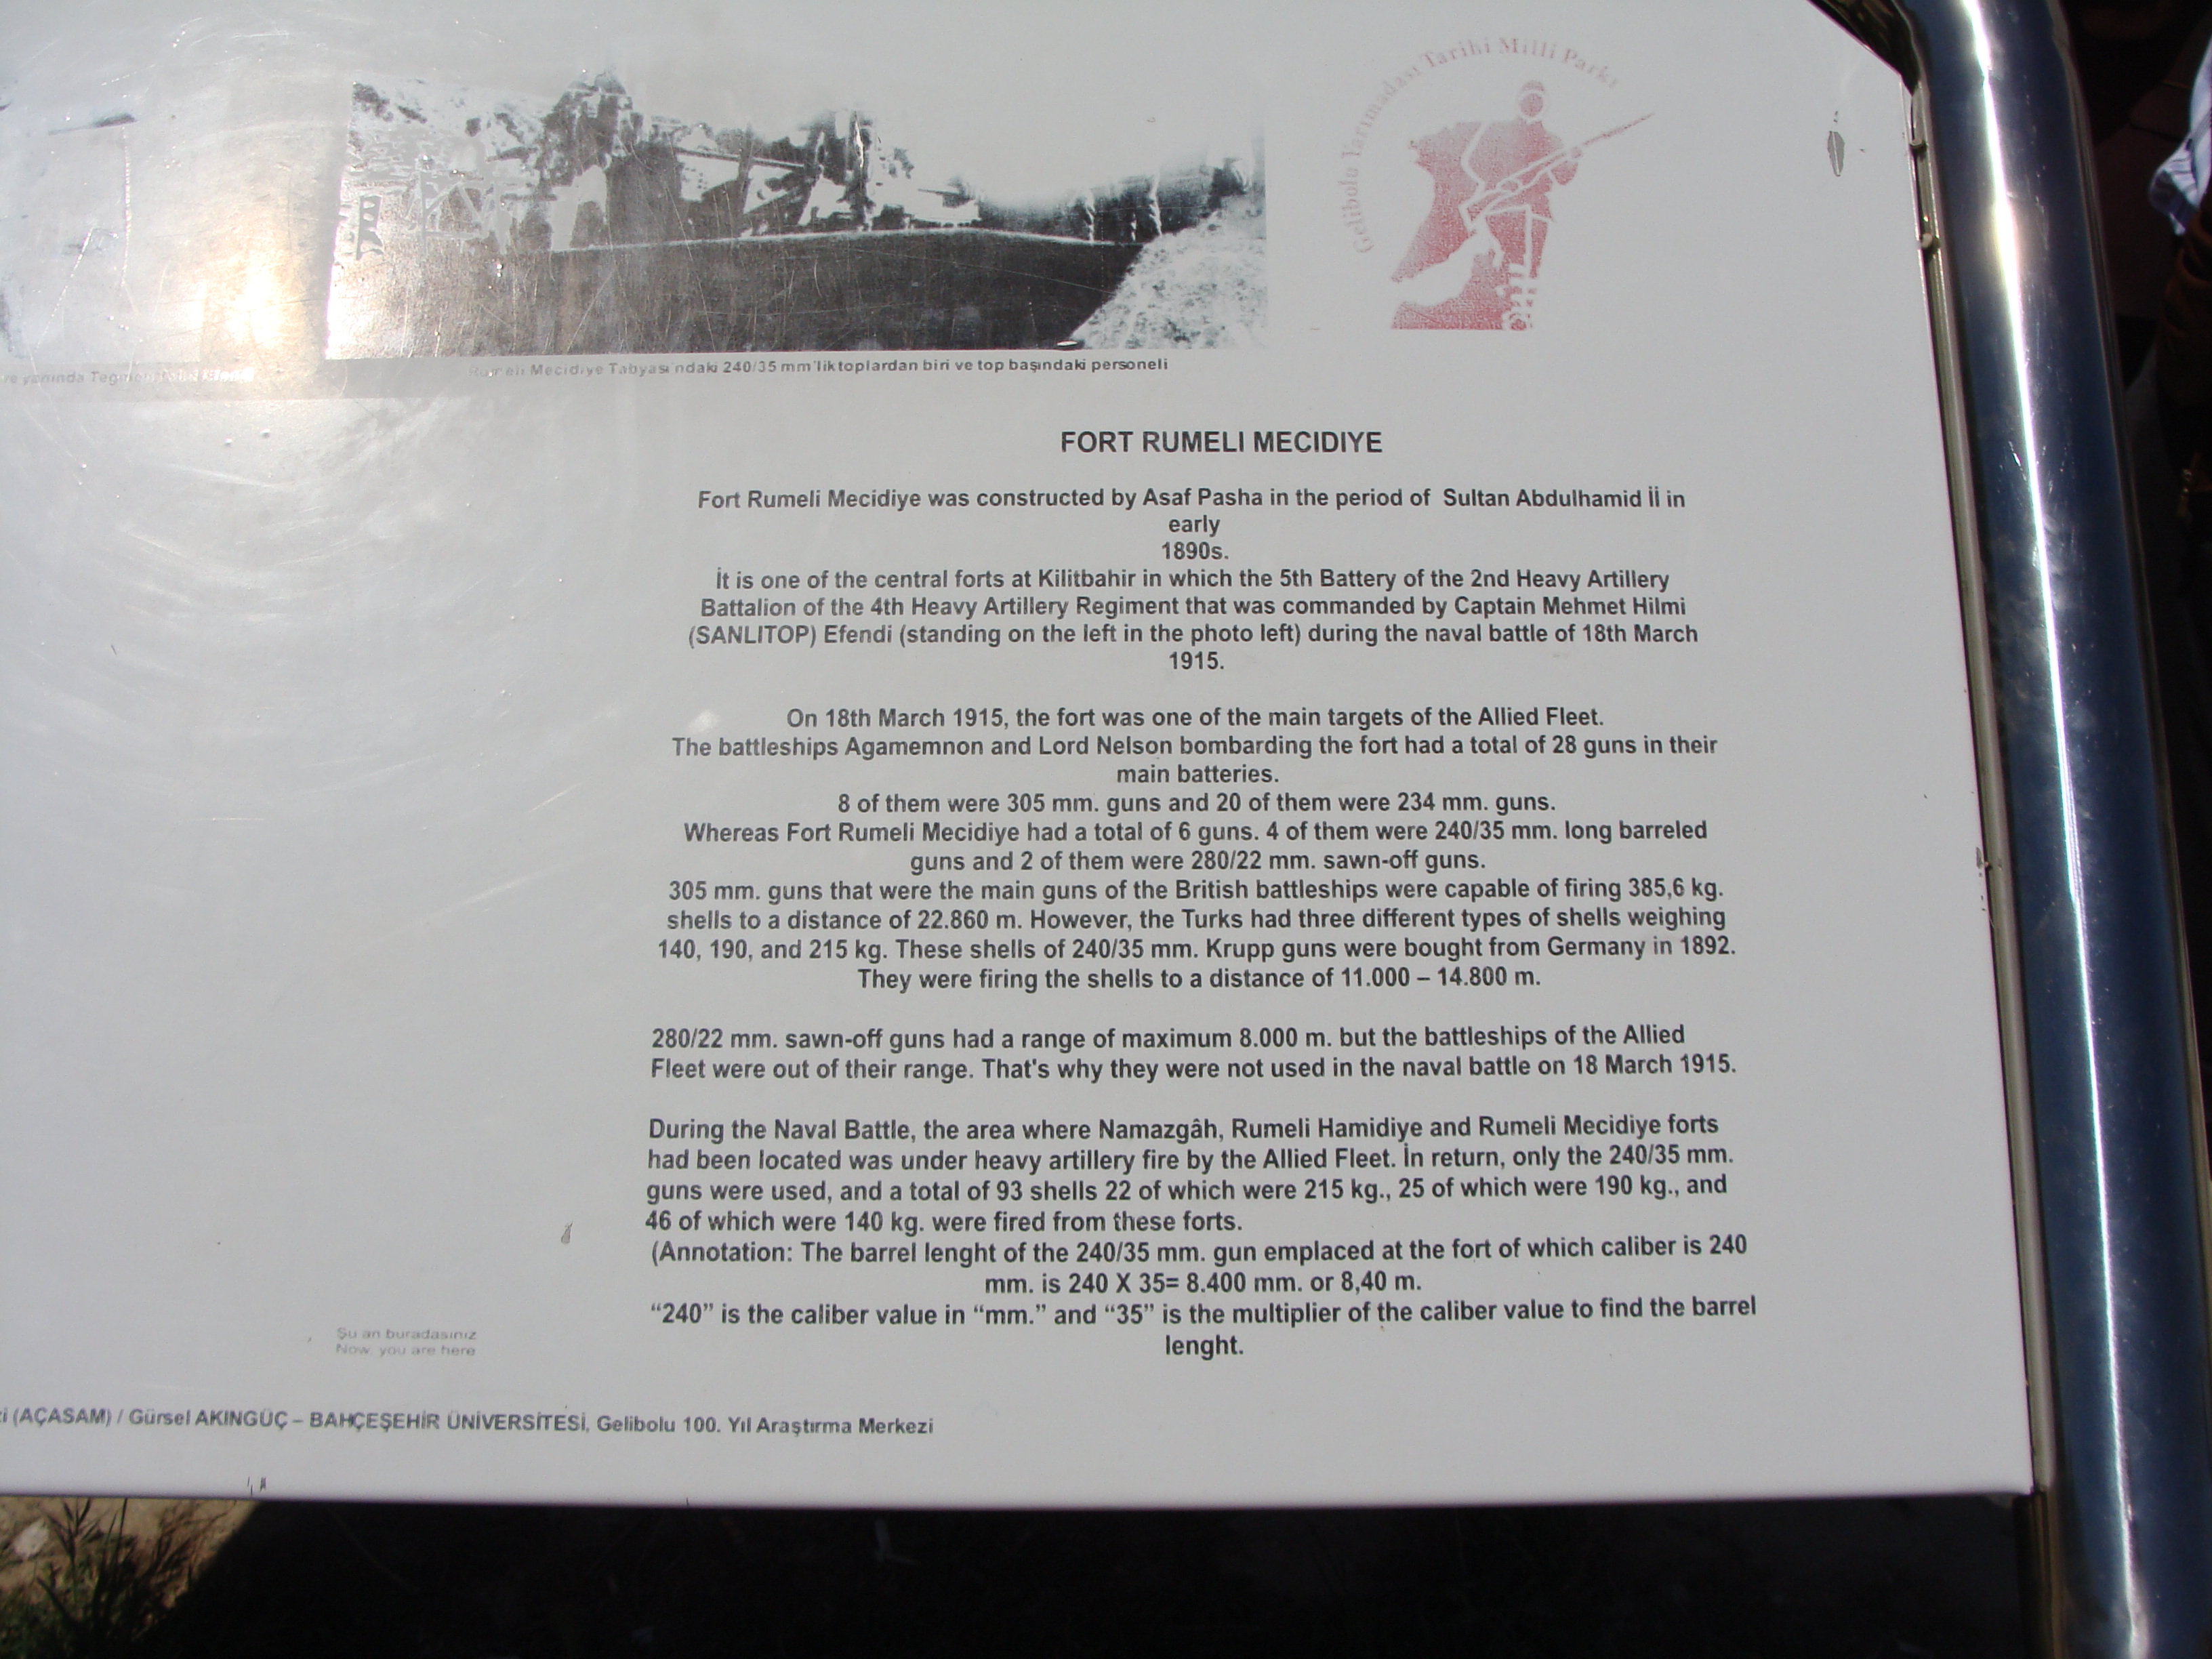 Gelibolu Yarımadası Tarihi Milli Parkı
re yanında Teğmen
Rumeli Mecidiye Tabyası'ndaki 240/35 mm'lik toplardan biri ve top başındaki personeli
FORT RUMELI MECIDIYE
Fort Rumeli Mecidiye was constructed by Asaf Pasha in the period of Sultan Abdulhamid İİ in
early
1890s.
İt is one of the central forts at Kilitbahir in which the 5th Battery of the 2nd Heavy Artillery
Battalion of the 4th Heavy Artillery Regiment that was commanded by Captain Mehmet Hilmi
(SANLITOP) Efendi (standing on the left in the photo left) during the naval battle of 18th March
1915.
On 18th March 1915, the fort was one of the main targets of the Allied Fleet.
The battleships Agamemnon and Lord Nelson bombarding the fort had a total of 28 guns in their
main batteries.
8 of them were 305 mm. guns and 20 of them were 234 mm. guns.
Whereas Fort Rumeli Mecidiye had a total of 6 guns. 4 of them were 240/35 mm. long barreled
guns and 2 of them were 280/22 mm. sawn-off guns.
305 mm. guns that were the main guns of the British battleships were capable of firing 385,6 kg.
shells to a distance of 22.860 m. However, the Turks had three different types of shells weighing
140, 190, and 215 kg. These shells of 240/35 mm. Krupp guns were bought from Germany in 1892.
They were firing the shells to a distance of 11.000 – 14.800 m.
280/22 mm. sawn-off guns had a range of maximum 8.000 m. but the battleships of the Allied
Fleet were out of their range. That's why they were not used in the naval battle on 18 March 1915.
During the Naval Battle, the area where Namazgâh, Rumeli Hamidiye and Rumeli Mecidiye forts
had been located was under heavy artillery fire by the Allied Fleet. İn return, only the 240/35 mm.
guns were used, and a total of 93 shells 22 of which were 215 kg., 25 of which were 190 kg., and
46 of which were 140 kg. were fired from these forts.
(Annotation: The barrel lenght of the 240/35 mm. gun emplaced at the fort of which caliber is 240
mm. is 240 X 35= 8.400 mm. or 8,40 m.
“240” is the caliber value in “mm.” and “35” is the multiplier of the caliber value to find the barrel
lenght.
Şu an buradasınız
Now, you are here
i (AÇASAM) / Gürsel AKINGÜÇ – BAHÇEŞEHİR ÜNİVERSİTESİ, Gelibolu 100. Yıl Araştırma Merkezi